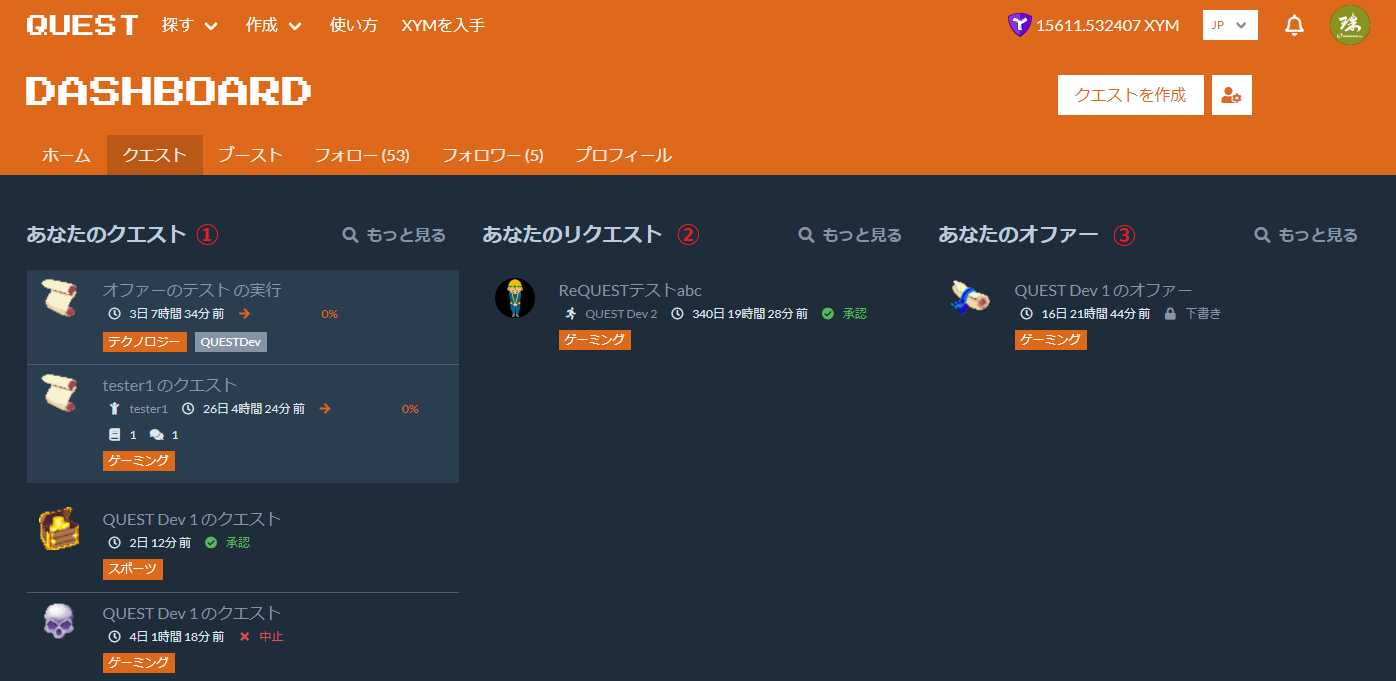 QUEST 探す 作成 使い方 XYMを入手 15611.532407 XYM JP
DASHBOARD
クエストを作成
ホーム クエスト ブースト フォロー (53) フォロワー (5) プロフィール
あなたのクエスト ① もっと見る
オファーのテスト の実行
3日 7時間 34分 前 0%
テクノロジー QUESTDev
tester1 のクエスト
tester1 26日 4時間 24分 前 0%
1 1
ゲーミング
QUEST Dev 1 のクエスト
2日 12分 前 承認
スポーツ
QUEST Dev 1 のクエスト
4日 1時間 18分 前 中止
ゲーミング
あなたのリクエスト ② もっと見る
ReQUESTテストabc
QUEST Dev 2 340日 19時間 28分 前 承認
ゲーミング
あなたのオファー ③ もっと見る
QUEST Dev 1 のオファー
16日 21時間 44分 前 下書き
ゲーミング